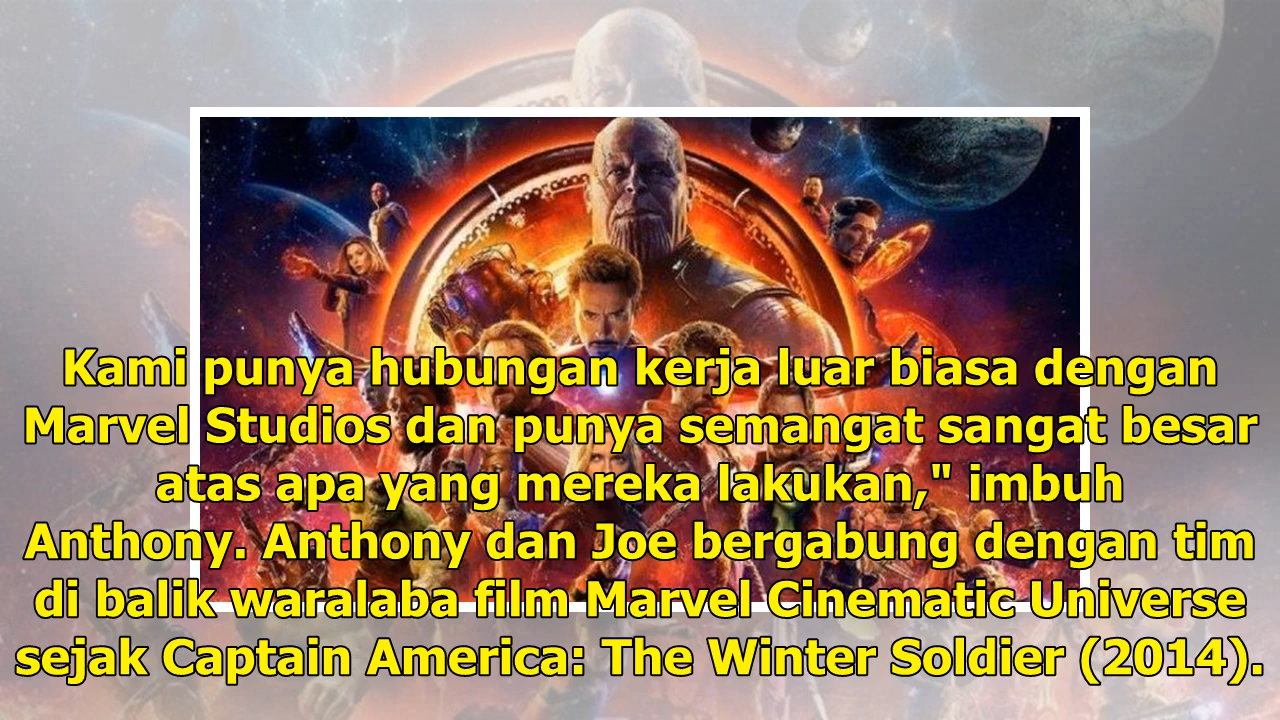 Kami punya hubungan kerja luar biasa dengan
Marvel Studios dan punya semangat sangat besar
atas apa yang mereka lakukan," imbuh
Anthony. Anthony dan Joe bergabung dengan tim
di balik waralaba film Marvel Cinematic Universe
sejak Captain America: The Winter Soldier (2014).